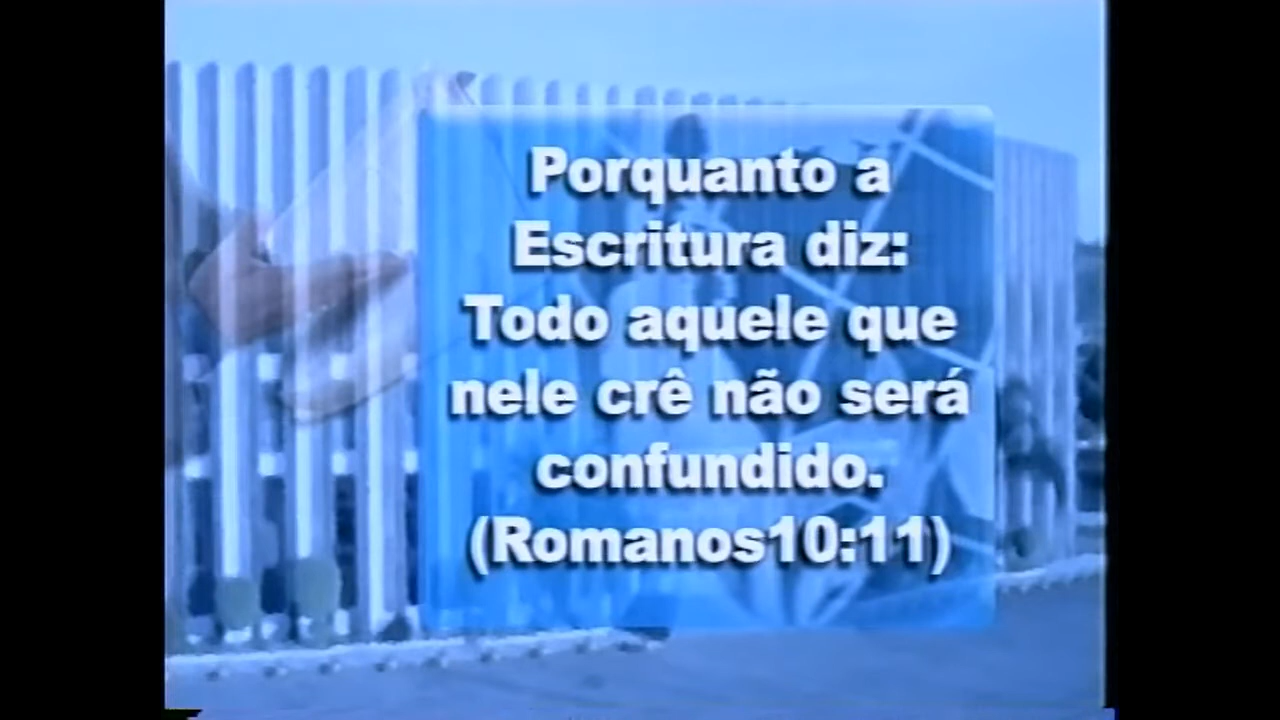 Porquanto a
Escritura diz:
Todo aquele que
nele crê não será
confundido.
(Romanos10:11)